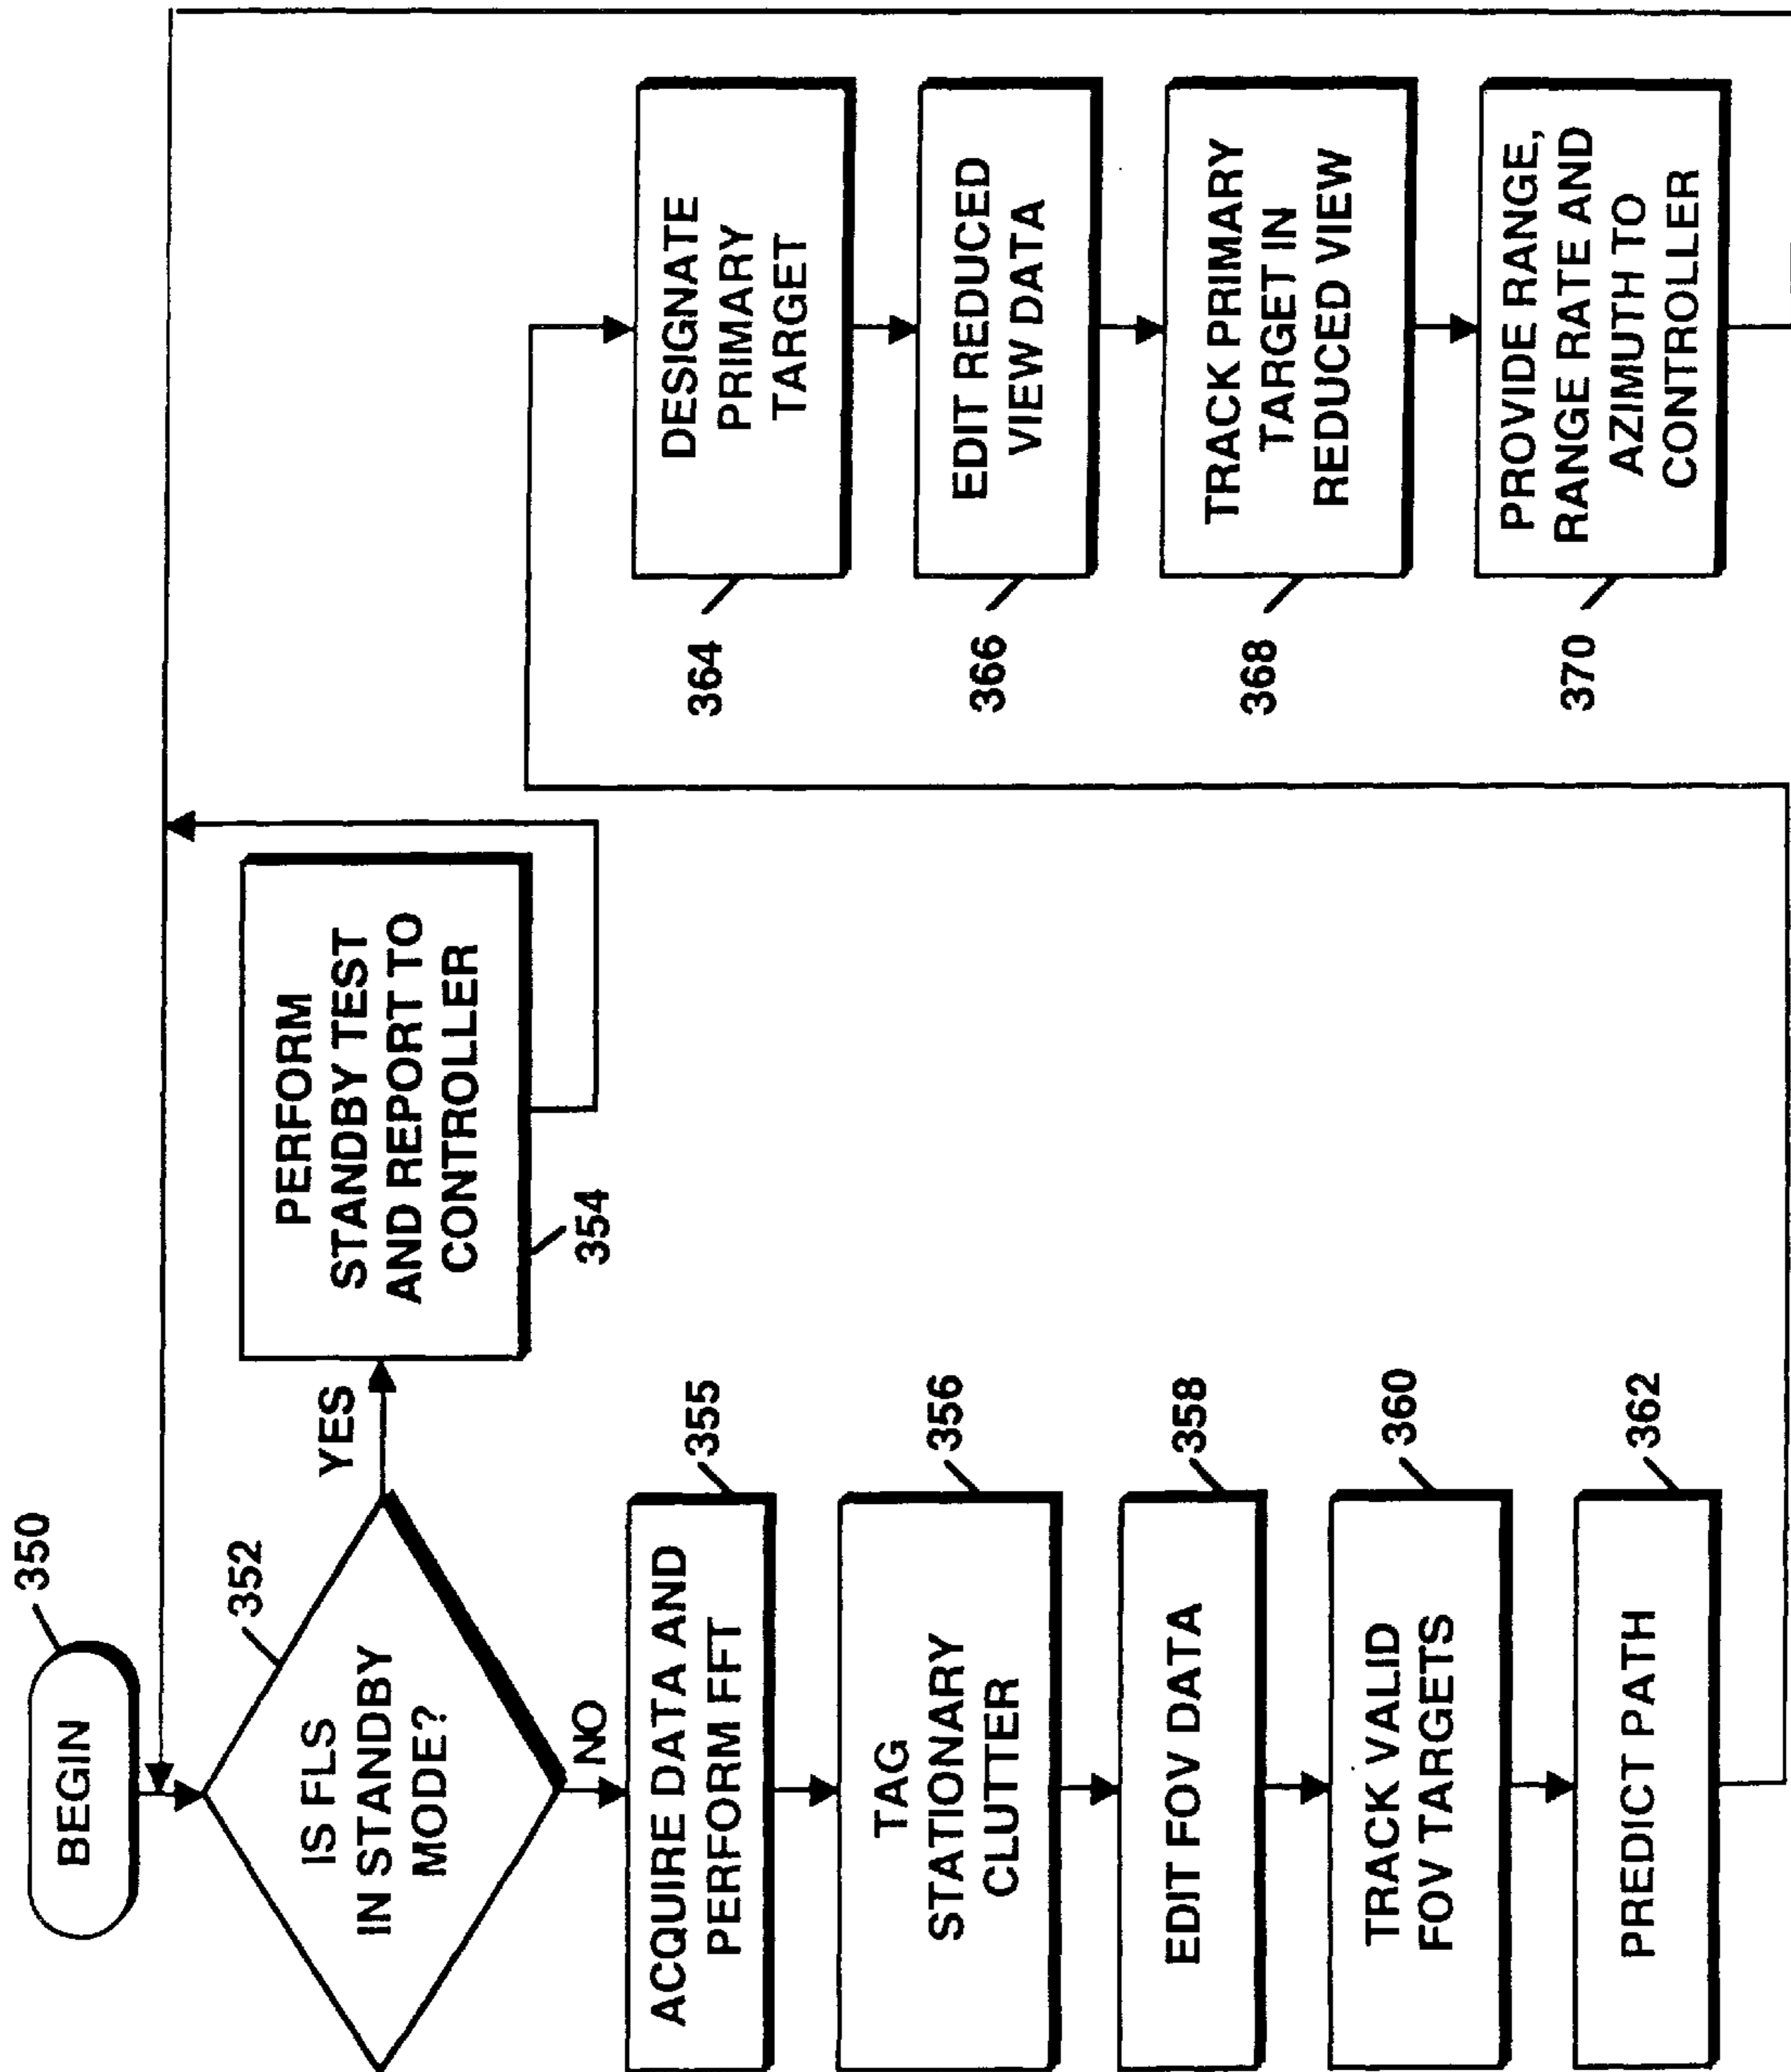 350
BEGIN
352
IS FLS
IN STANDBY
MODE?
YES
PERFORM
STANDBY TEST
AND REPORT TO
CONTROLLER
354
NO
ACQUIRE DATA AND
PERFORM FFT
355
TAG
STATIONARY
CLUTTER
356
EDIT FOV DATA
358
TRACK VALID
FOV TARGETS
360
PREDICT PATH
362
DESIGNATE
PRIMARY
TARGET
364
EDIT REDUCED
VIEW DATA
366
TRACK PRIMARY
TARGET IN
REDUCED VIEW
368
PROVIDE RANGE,
RANGE RATE AND
AZIMUTH TO
CONTROLLER
370